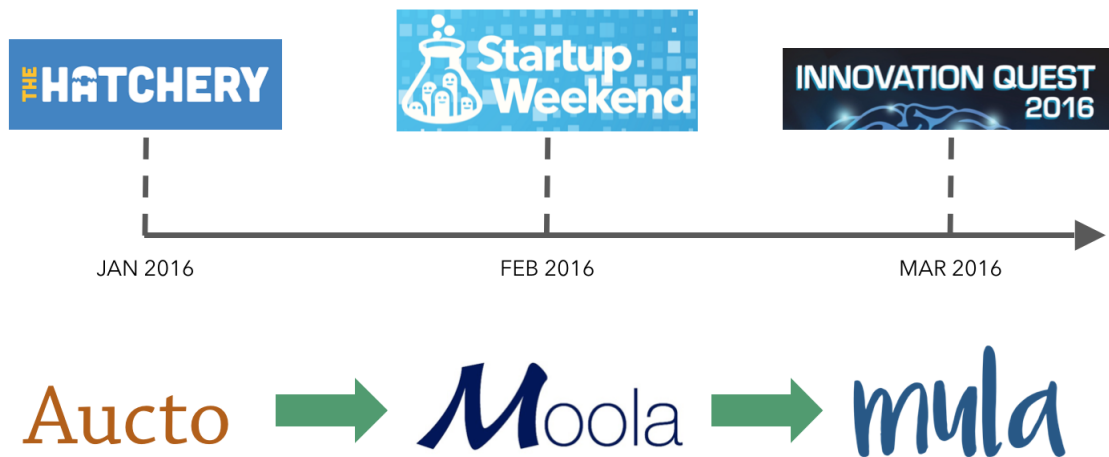 THE HATCHERY
Startup
Weekend
INNOVATION QUEST
2016
JAN 2016
FEB 2016
MAR 2016
Aucto
Moola
mula